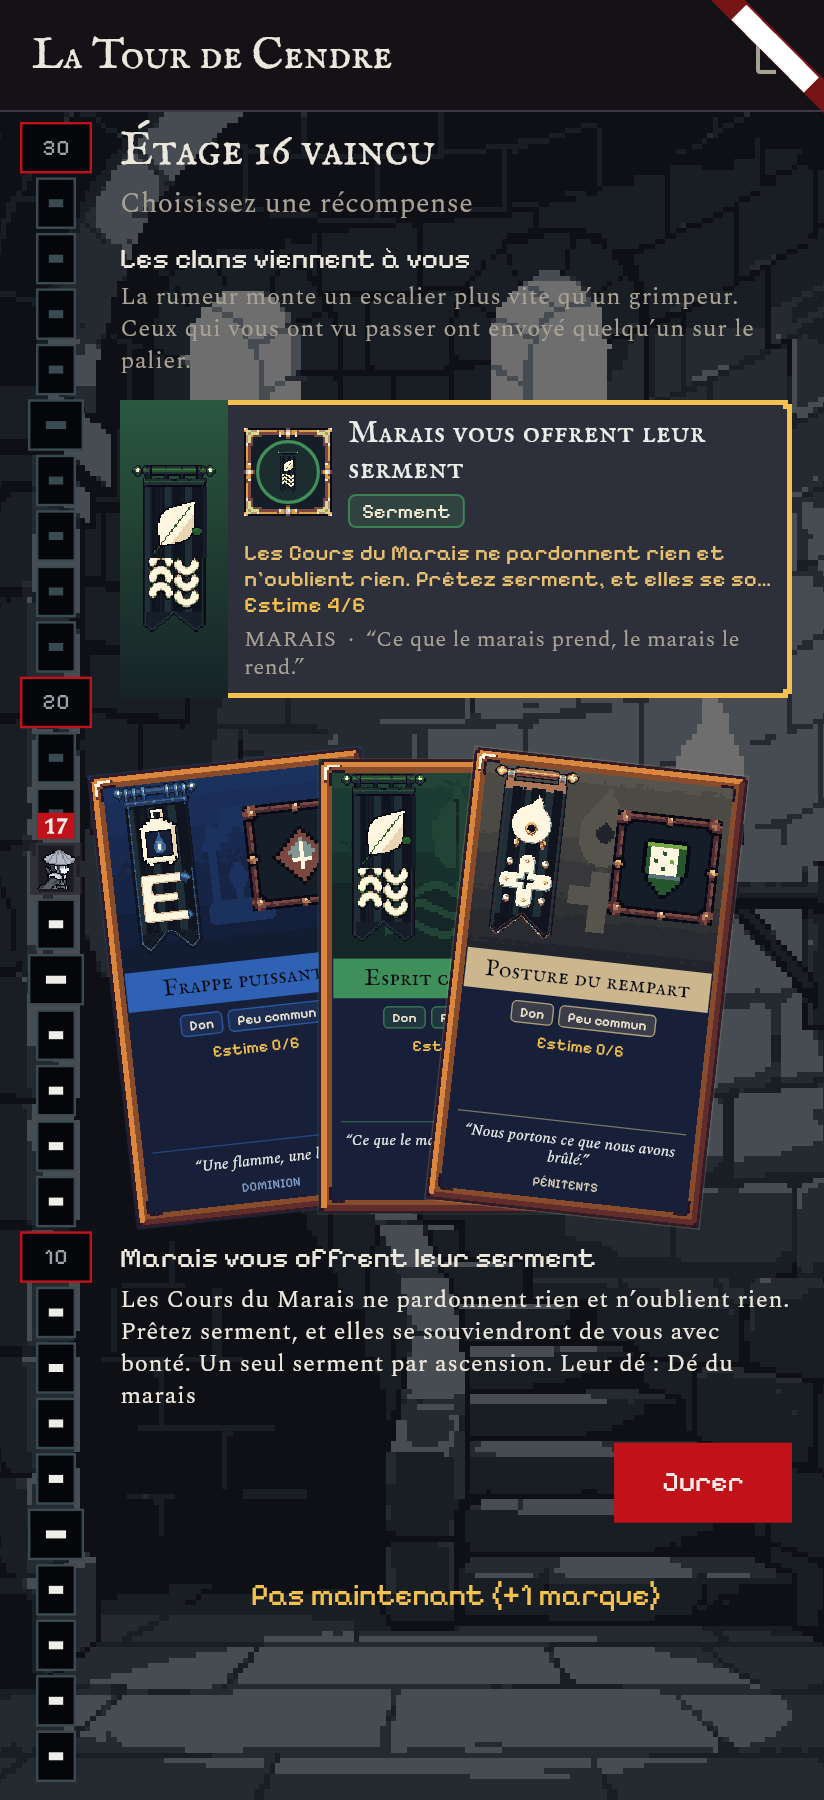 La Tour de Cendre
30
Étage 16 vaincu
Choisissez une récompense
Les clans viennent à vous
La rumeur monte un escalier plus vite qu’un grimpeur.
Ceux qui vous ont vu passer ont envoyé quelqu’un sur le
palier.
Marais vous offrent leur
serment
Serment
Les Cours du Marais ne pardonnent rien et
n’oublient rien. Prêtez serment, et elles se so…
Estime 4/6
MARAIS · “Ce que le marais prend, le marais le
rend.”
20
17
E
Frappe puissant
Don
Peu commun
Estime 0/6
“Une flamme, une l
DOMINION
Esprit c
Don
Est
“Ce que le ma
Posture du rempart
Don
Peu commun
Estime 0/6
“Nous portons ce que nous avons
brûlé.”
PÉNITENTS
10
Marais vous offrent leur serment
Les Cours du Marais ne pardonnent rien et n’oublient rien.
Prêtez serment, et elles se souviendront de vous avec
bonté. Un seul serment par ascension. Leur dé : Dé du
marais
Jurer
Pas maintenant (+1 marque)